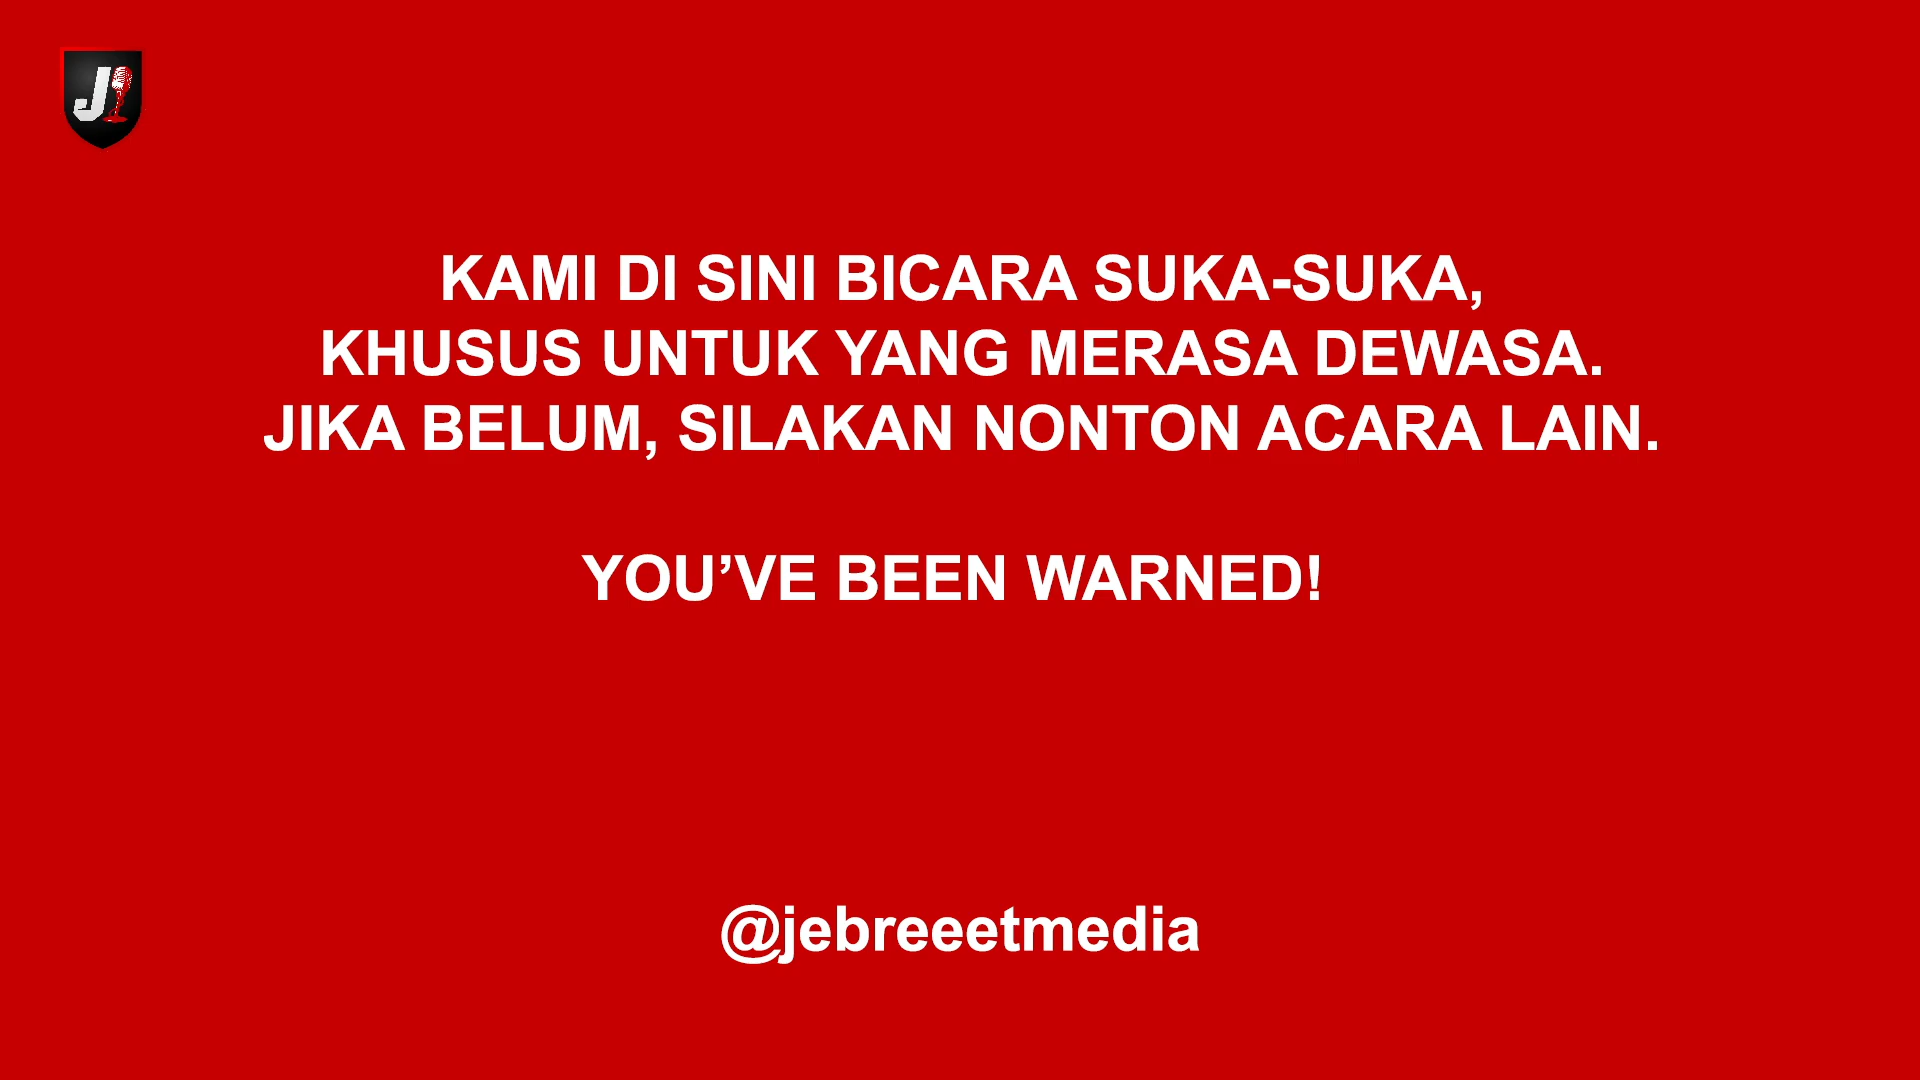 J
KAMI DI SINI BICARA SUKA-SUKA,
KHUSUS UNTUK YANG MERASA DEWASA.
JIKA BELUM, SILAKAN NONTON ACARA LAIN.
YOU’VE BEEN WARNED!
@jebreeetmedia